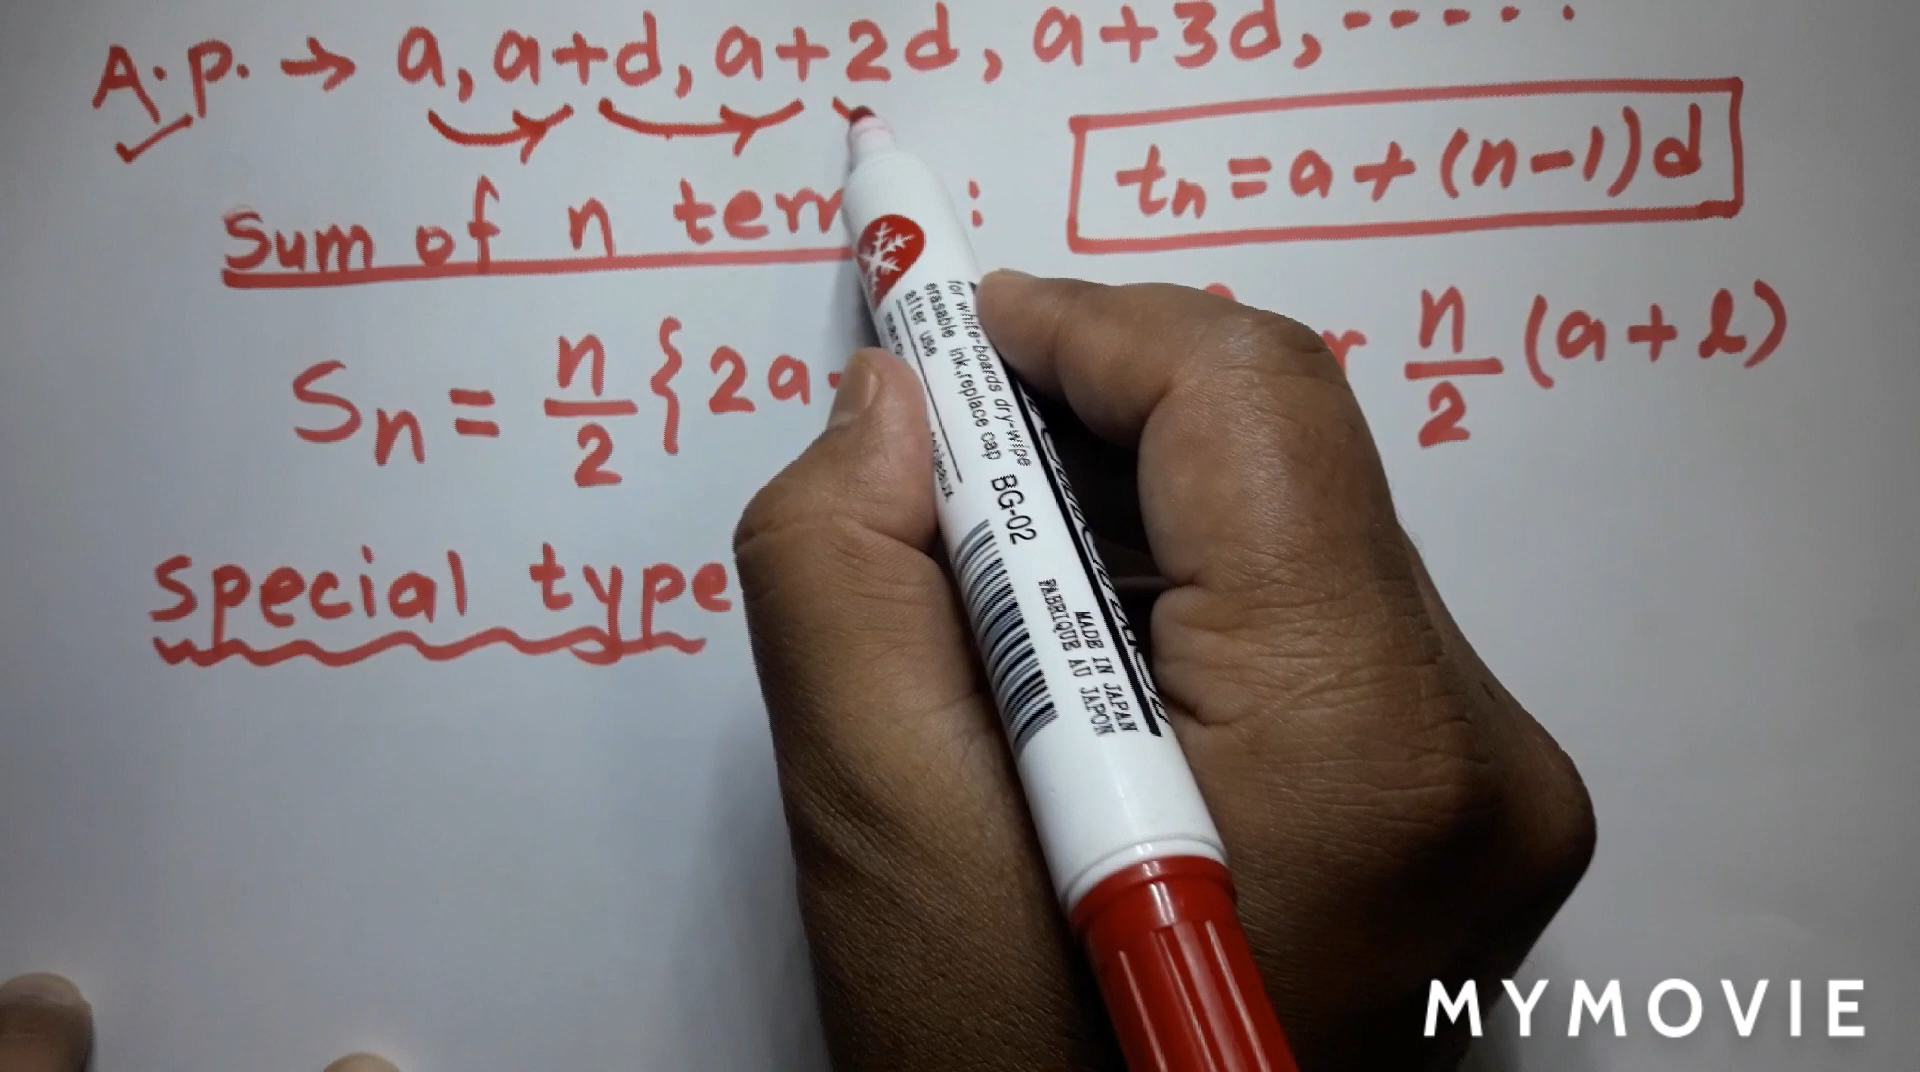 A.p. → a, a+d, a+2d, a+3d, ------
Sum of n term :
tn = a + (n-1)d
Sn = n/2 {2a
n/2 (a+l)
special type
for white-boards dry-wipe
erasable ink, replace cap
after use
BG-02
MADE IN JAPAN
FABRIQUE AU JAPON
MYMOVIE